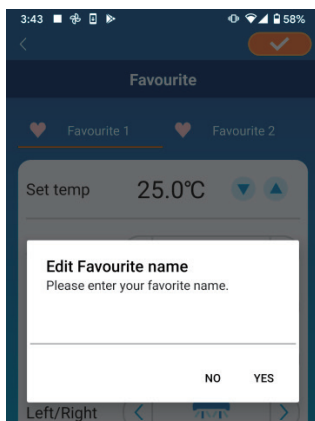 3:43 58%
Favourite
Favourite 1 Favourite 2
Set temp 25.0°C
Edit Favourite name
Please enter your favorite name.
NO YES
Left/Right